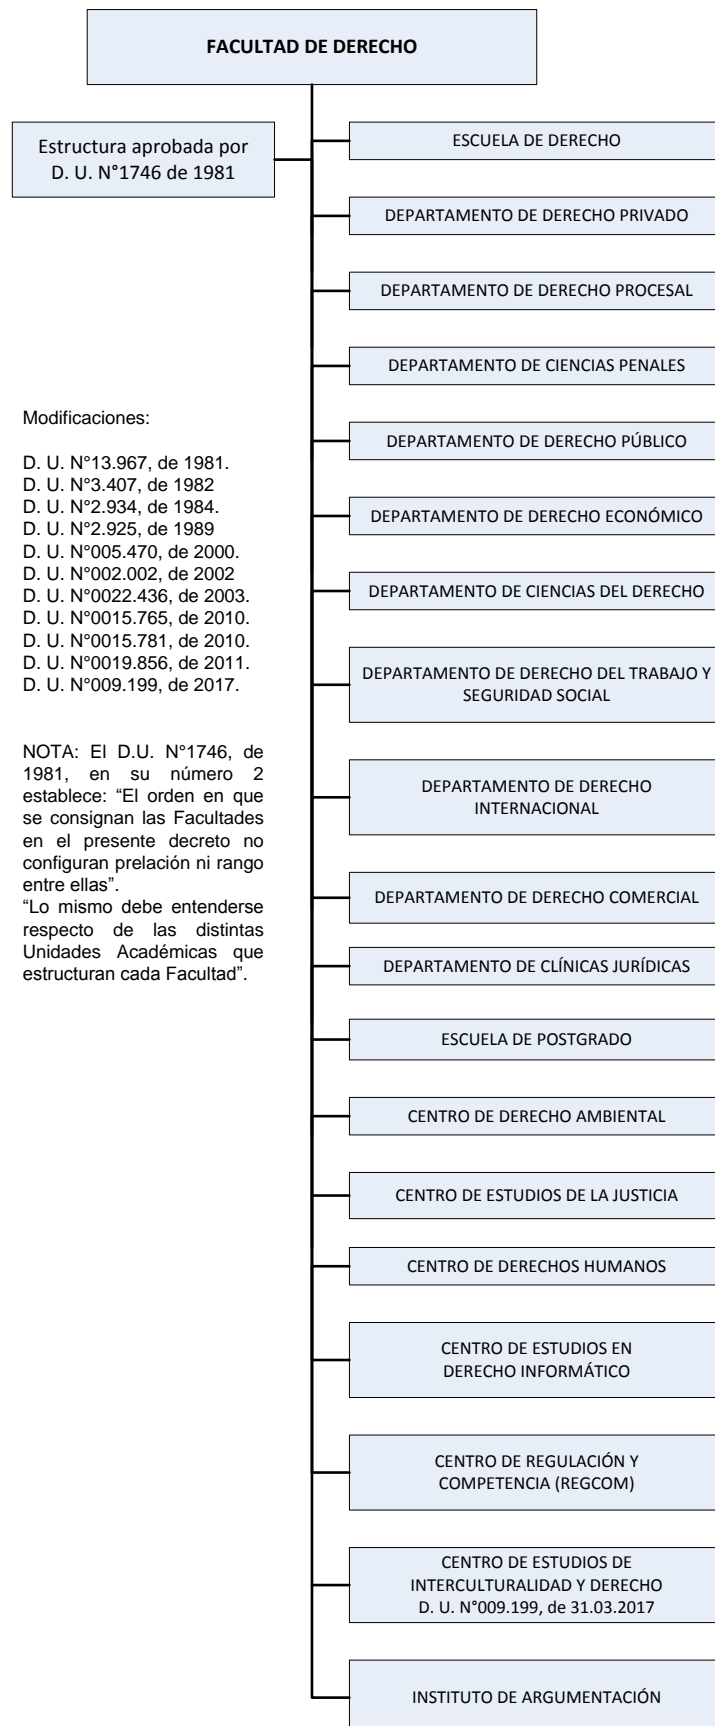 FACULTAD DE DERECHO
Estructura aprobada por
D. U. N°1746 de 1981
ESCUELA DE DERECHO
DEPARTAMENTO DE DERECHO PRIVADO
DEPARTAMENTO DE DERECHO PROCESAL
DEPARTAMENTO DE CIENCIAS PENALES
DEPARTAMENTO DE DERECHO PÚBLICO
DEPARTAMENTO DE DERECHO ECONÓMICO
DEPARTAMENTO DE CIENCIAS DEL DERECHO
DEPARTAMENTO DE DERECHO DEL TRABAJO Y
SEGURIDAD SOCIAL
DEPARTAMENTO DE DERECHO
INTERNACIONAL
DEPARTAMENTO DE DERECHO COMERCIAL
DEPARTAMENTO DE CLÍNICAS JURÍDICAS
ESCUELA DE POSTGRADO
CENTRO DE DERECHO AMBIENTAL
CENTRO DE ESTUDIOS DE LA JUSTICIA
CENTRO DE DERECHOS HUMANOS
CENTRO DE ESTUDIOS EN
DERECHO INFORMÁTICO
CENTRO DE REGULACIÓN Y
COMPETENCIA (REGCOM)
CENTRO DE ESTUDIOS DE
INTERCULTURALIDAD Y DERECHO
D. U. N°009.199, de 31.03.2017
INSTITUTO DE ARGUMENTACIÓN
Modificaciones:
D. U. N°13.967, de 1981.
D. U. N°3.407, de 1982
D. U. N°2.934, de 1984.
D. U. N°2.925, de 1989
D. U. N°005.470, de 2000.
D. U. N°002.002, de 2002
D. U. N°0022.436, de 2003.
D. U. N°0015.765, de 2010.
D. U. N°0015.781, de 2010.
D. U. N°0019.856, de 2011.
D. U. N°009.199, de 2017.
NOTA: El D.U. N°1746, de
1981, en su número 2
establece: “El orden en que
se consignan las Facultades
en el presente decreto no
configuran prelación ni rango
entre ellas”.
“Lo mismo debe entenderse
respecto de las distintas
Unidades Académicas que
estructuran cada Facultad”.